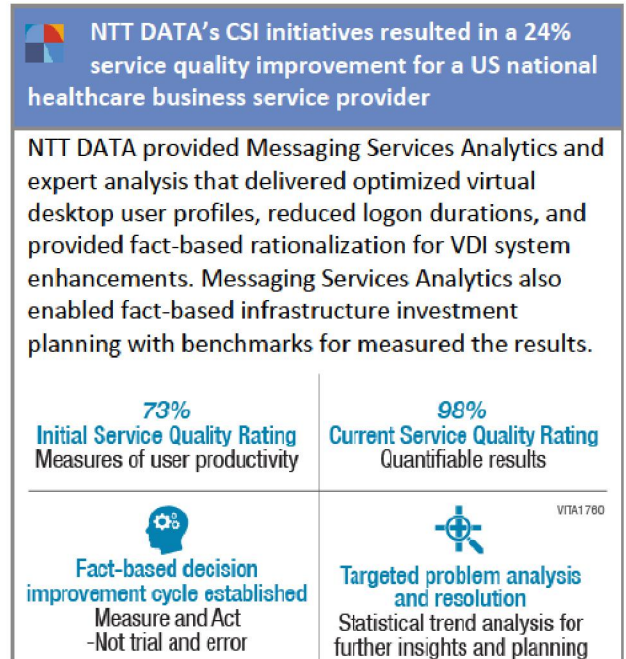 NTT DATA's CSI initiatives resulted in a 24%
service quality improvement for a US national
healthcare business service provider
NTT DATA provided Messaging Services Analytics and
expert analysis that delivered optimized virtual
desktop user profiles, reduced logon durations, and
provided fact-based rationalization for VDI system
enhancements. Messaging Services Analytics also
enabled fact-based infrastructure investment
planning with benchmarks for measured the results.
73%
Initial Service Quality Rating
Measures of user productivity
98%
Current Service Quality Rating
Quantifiable results
Fact-based decision
improvement cycle established
Measure and Act
-Not trial and error
VITA1760
Targeted problem analysis
and resolution
Statistical trend analysis for
further insights and planning